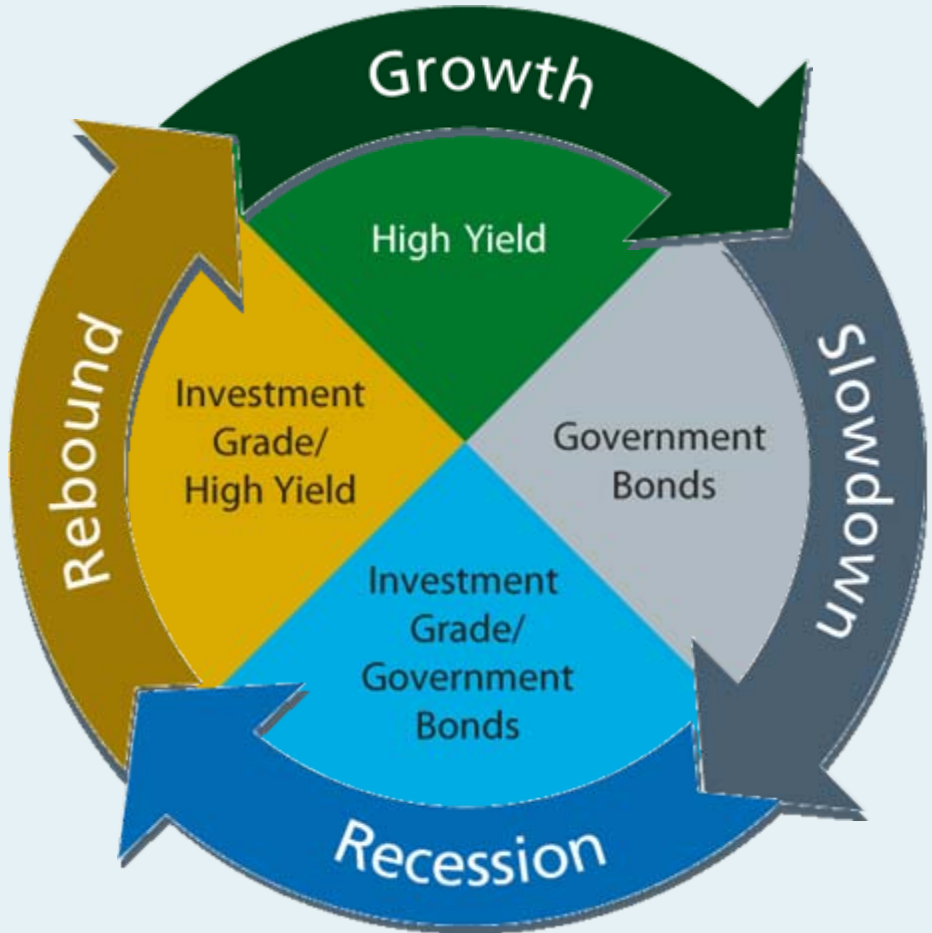 Growth
High Yield
Slowdown
Government
Bonds
Recession
Investment
Grade/
Government
Bonds
Rebound
Investment
Grade/
High Yield